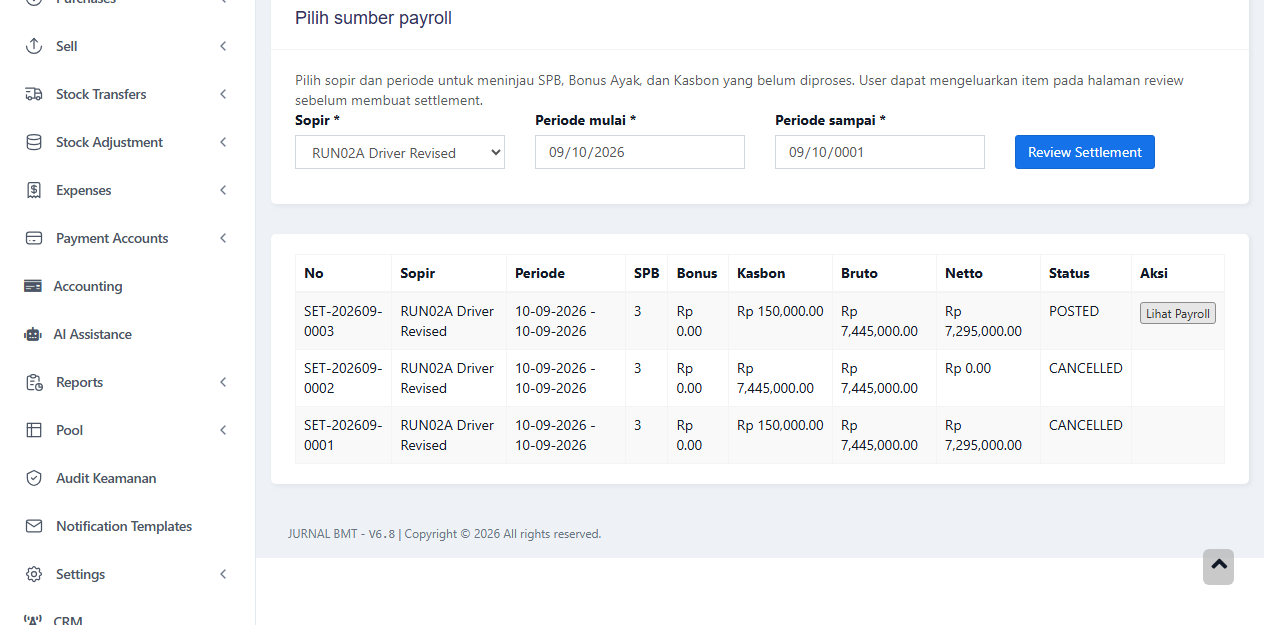 Purchases
Sell
Stock Transfers
Stock Adjustment
Expenses
Payment Accounts
Accounting
AI Assistance
Reports
Pool
Audit Keamanan
Notification Templates
Settings
CRM
Pilih sumber payroll
Pilih sopir dan periode untuk meninjau SPB, Bonus Ayak, dan Kasbon yang belum diproses. User dapat mengeluarkan item pada halaman review
sebelum membuat settlement.
Sopir * Periode mulai * Periode sampai *
RUN02A Driver Revised 09/10/2026 09/10/0001 Review Settlement
No Sopir Periode SPB Bonus Kasbon Bruto Netto Status Aksi
SET-202609- RUN02A Driver 10-09-2026 - 3 Rp Rp 150,000.00 Rp Rp POSTED Lihat Payroll
0003 Revised 10-09-2026 0.00 7,445,000.00 7,295,000.00
SET-202609- RUN02A Driver 10-09-2026 - 3 Rp Rp Rp Rp 0.00 CANCELLED
0002 Revised 10-09-2026 0.00 7,445,000.00 7,445,000.00
SET-202609- RUN02A Driver 10-09-2026 - 3 Rp Rp 150,000.00 Rp Rp CANCELLED
0001 Revised 10-09-2026 0.00 7,445,000.00 7,295,000.00
JURNAL BMT - V6.8 | Copyright © 2026 All rights reserved.